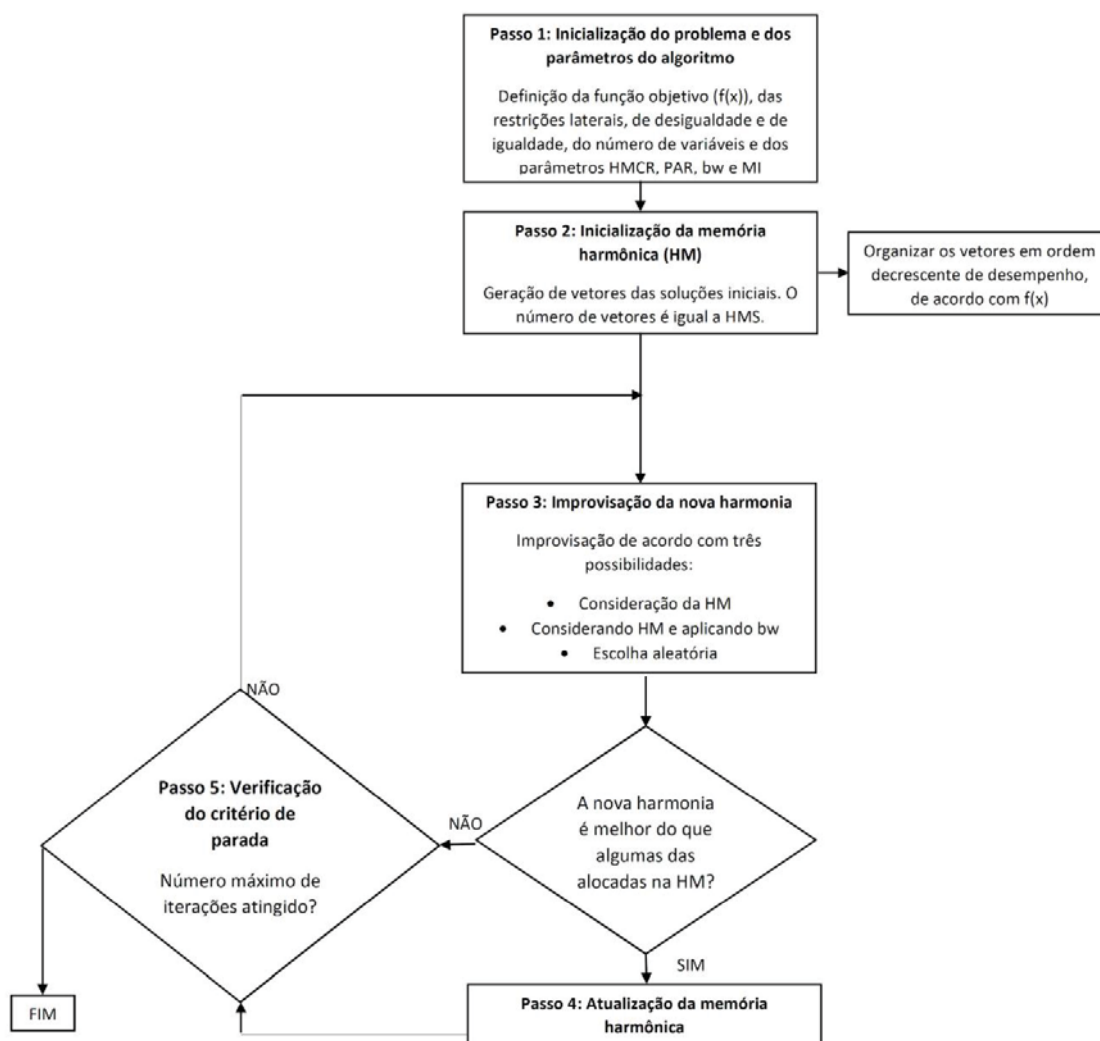 Passo 1: Inicialização do problema e dos
parâmetros do algoritmo
Definição da função objetivo (f(x)), das
restrições laterais, de desigualdade e de
igualdade, do número de variáveis e dos
parâmetros HMCR, PAR, bw e MI
Passo 2: Inicialização da memória
harmônica (HM)
Geração de vetores das soluções iniciais. O
número de vetores é igual a HMS.
Organizar os vetores em ordem
decrescente de desempenho,
de acordo com f(x)
Passo 3: Improvisação da nova harmonia
Improvisação de acordo com três
possibilidades:
• Consideração da HM
• Considerando HM e aplicando bw
• Escolha aleatória
A nova harmonia
é melhor do que
algumas das
alocadas na HM?
NÃO
SIM
Passo 4: Atualização da memória
harmônica
Passo 5: Verificação
do critério de
parada
Número máximo de
iterações atingido?
NÃO
FIM